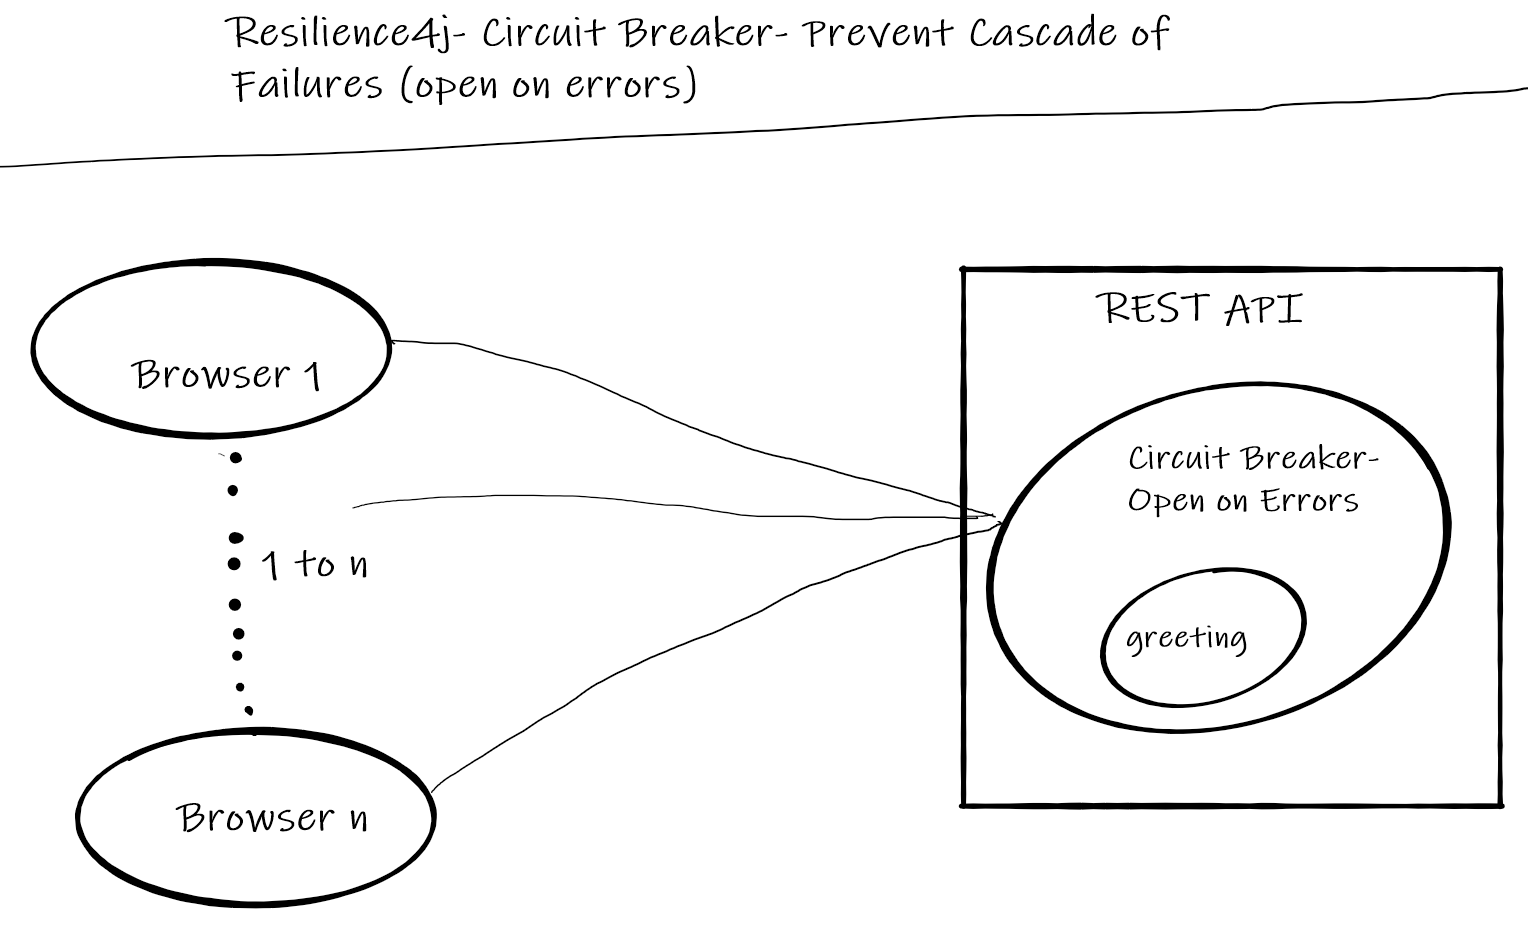 Resilience4j- Circuit Breaker- Prevent Cascade of
Failures (open on errors)
REST API
Browser 1
Circuit Breaker-
Open on Errors
1 to n
greeting
Browser n